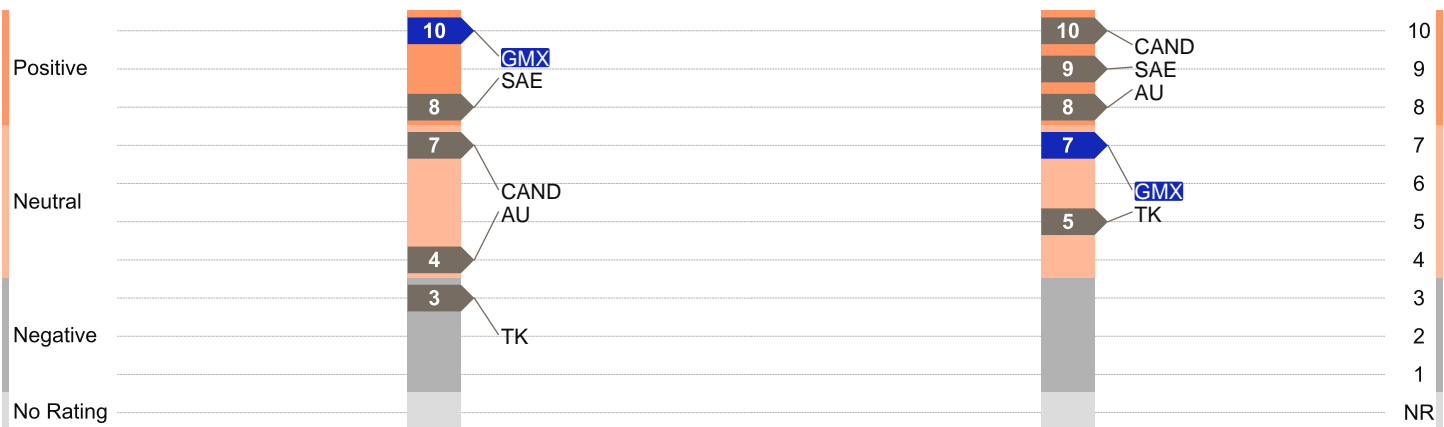 10 10 10
GMX CAND
Positive SAE 9 SAE 9
AU
8 8 8
7 7 7
6
Neutral CAND GMX
AU 5 TK 5
4 4
3 3
Negative TK 2
1
No Rating NR